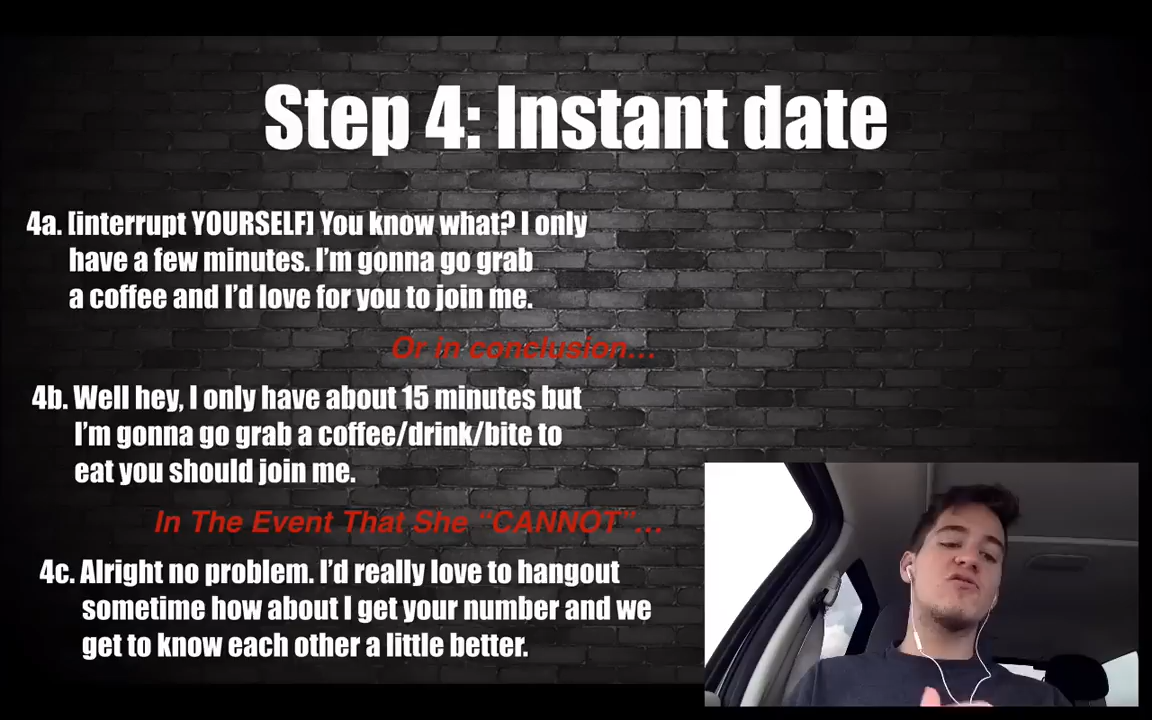 Step 4: Instant date
4a. [interrupt YOURSELF] You know what? I only
have a few minutes. I'm gonna go grab
a coffee and I'd love for you to join me.
Or in conclusion...
4b. Well hey, I only have about 15 minutes but
I'm gonna go grab a coffee/drink/bite to
eat you should join me.
In The Event That She "CANNOT"...
4c. Alright no problem. I'd really love to hangout
sometime how about I get your number and we
get to know each other a little better.